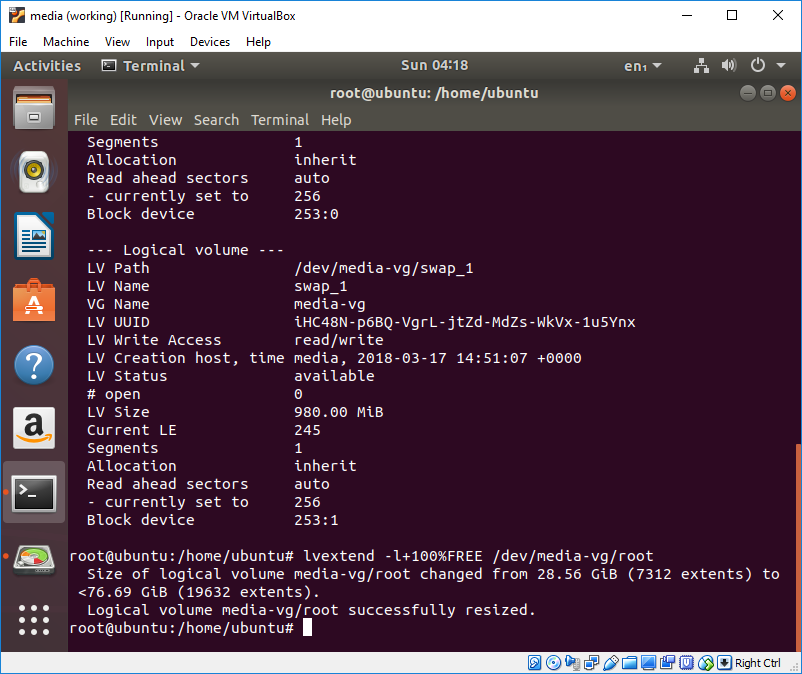 media (working) [Running] - Oracle VM VirtualBox
File Machine View Input Devices Help
Activities Terminal Sun 04:18 en₁
root@ubuntu: /home/ubuntu
File Edit View Search Terminal Help
Segments 1
Allocation inherit
Read ahead sectors auto
- currently set to 256
Block device 253:0
--- Logical volume ---
LV Path /dev/media-vg/swap_1
LV Name swap_1
VG Name media-vg
LV UUID iHC48N-p6BQ-VgrL-jtZd-MdZs-WkVx-1u5Ynx
LV Write Access read/write
LV Creation host, time media, 2018-03-17 14:51:07 +0000
LV Status available
# open 0
LV Size 980.00 MiB
Current LE 245
Segments 1
Allocation inherit
Read ahead sectors auto
- currently set to 256
Block device 253:1
root@ubuntu:/home/ubuntu# lvextend -l+100%FREE /dev/media-vg/root
Size of logical volume media-vg/root changed from 28.56 GiB (7312 extents) to
<76.69 GiB (19632 extents).
Logical volume media-vg/root successfully resized.
root@ubuntu:/home/ubuntu#
Right Ctrl